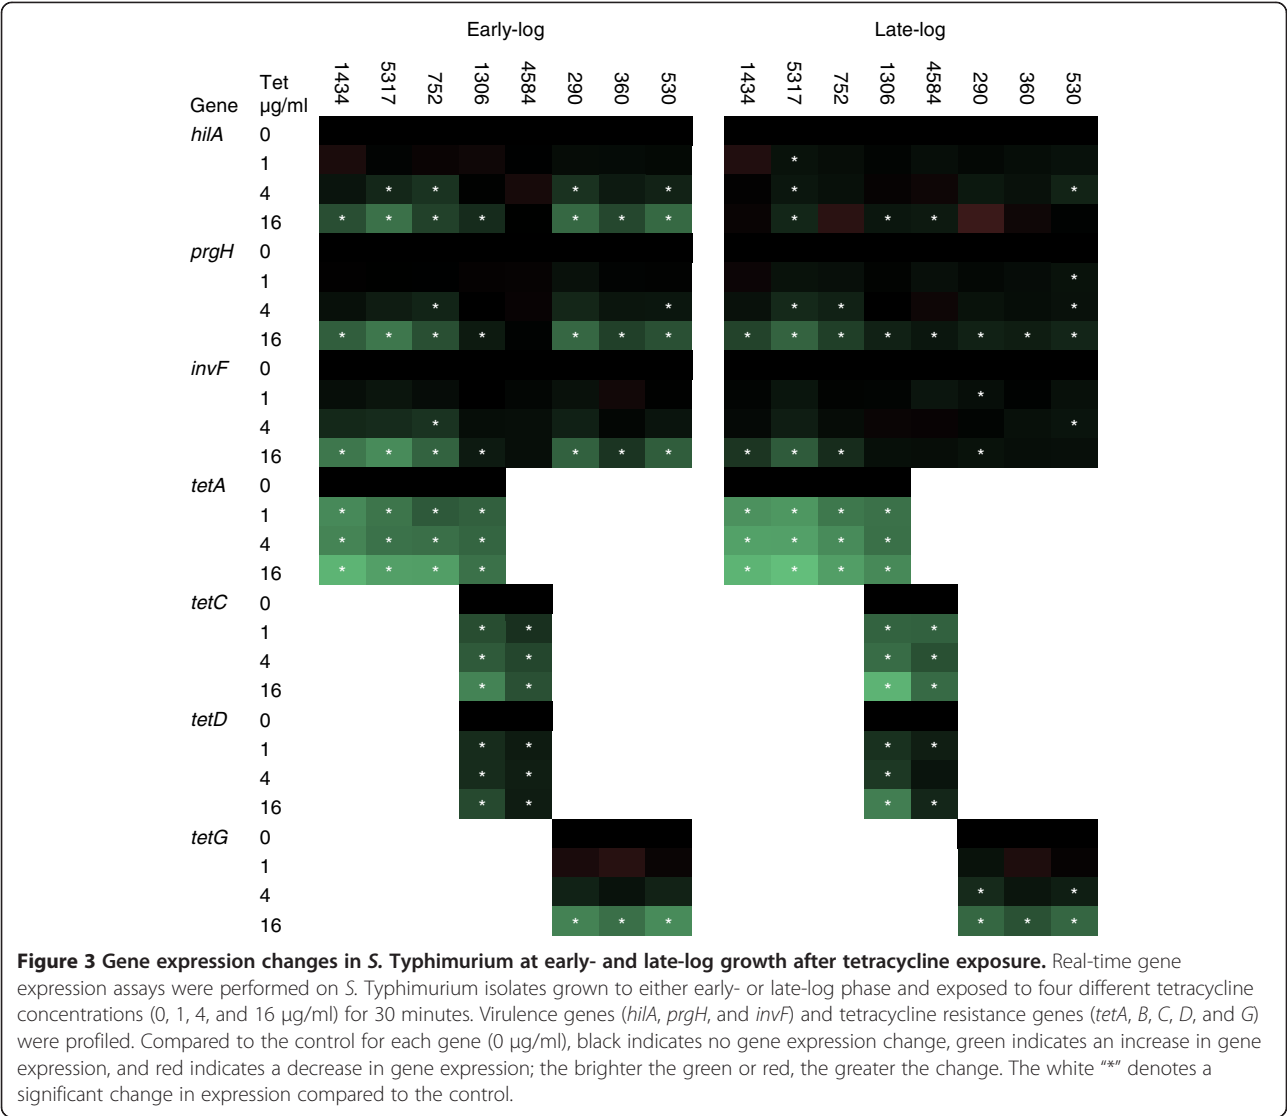 Early-log Late-log
Gene Tet µg/ml 1434 5317 752 1306 4584 290 360 530 1434 5317 752 1306 4584 290 360 530
hilA 0
1 *
4 * * * * * *
16 * * * * * * * * * *
prgH 0
1 *
4 * * * * *
16 * * * * * * * * * * * * * * *
invF 0
1 *
4 * *
16 * * * * * * * * * * *
tetA 0
1 * * * * * * * *
4 * * * * * * * *
16 * * * * * * * *
tetC 0
1 * * * *
4 * * * *
16 * * * *
tetD 0
1 * * * *
4 * * *
16 * * * *
tetG 0
1
4 * *
16 * * * * * *
Figure 3 Gene expression changes in S. Typhimurium at early- and late-log growth after tetracycline exposure. Real-time gene
expression assays were performed on S. Typhimurium isolates grown to either early- or late-log phase and exposed to four different tetracycline
concentrations (0, 1, 4, and 16 µg/ml) for 30 minutes. Virulence genes (hilA, prgH, and invF) and tetracycline resistance genes (tetA, B, C, D, and G)
were profiled. Compared to the control for each gene (0 µg/ml), black indicates no gene expression change, green indicates an increase in gene
expression, and red indicates a decrease in gene expression; the brighter the green or red, the greater the change. The white “*” denotes a
significant change in expression compared to the control.